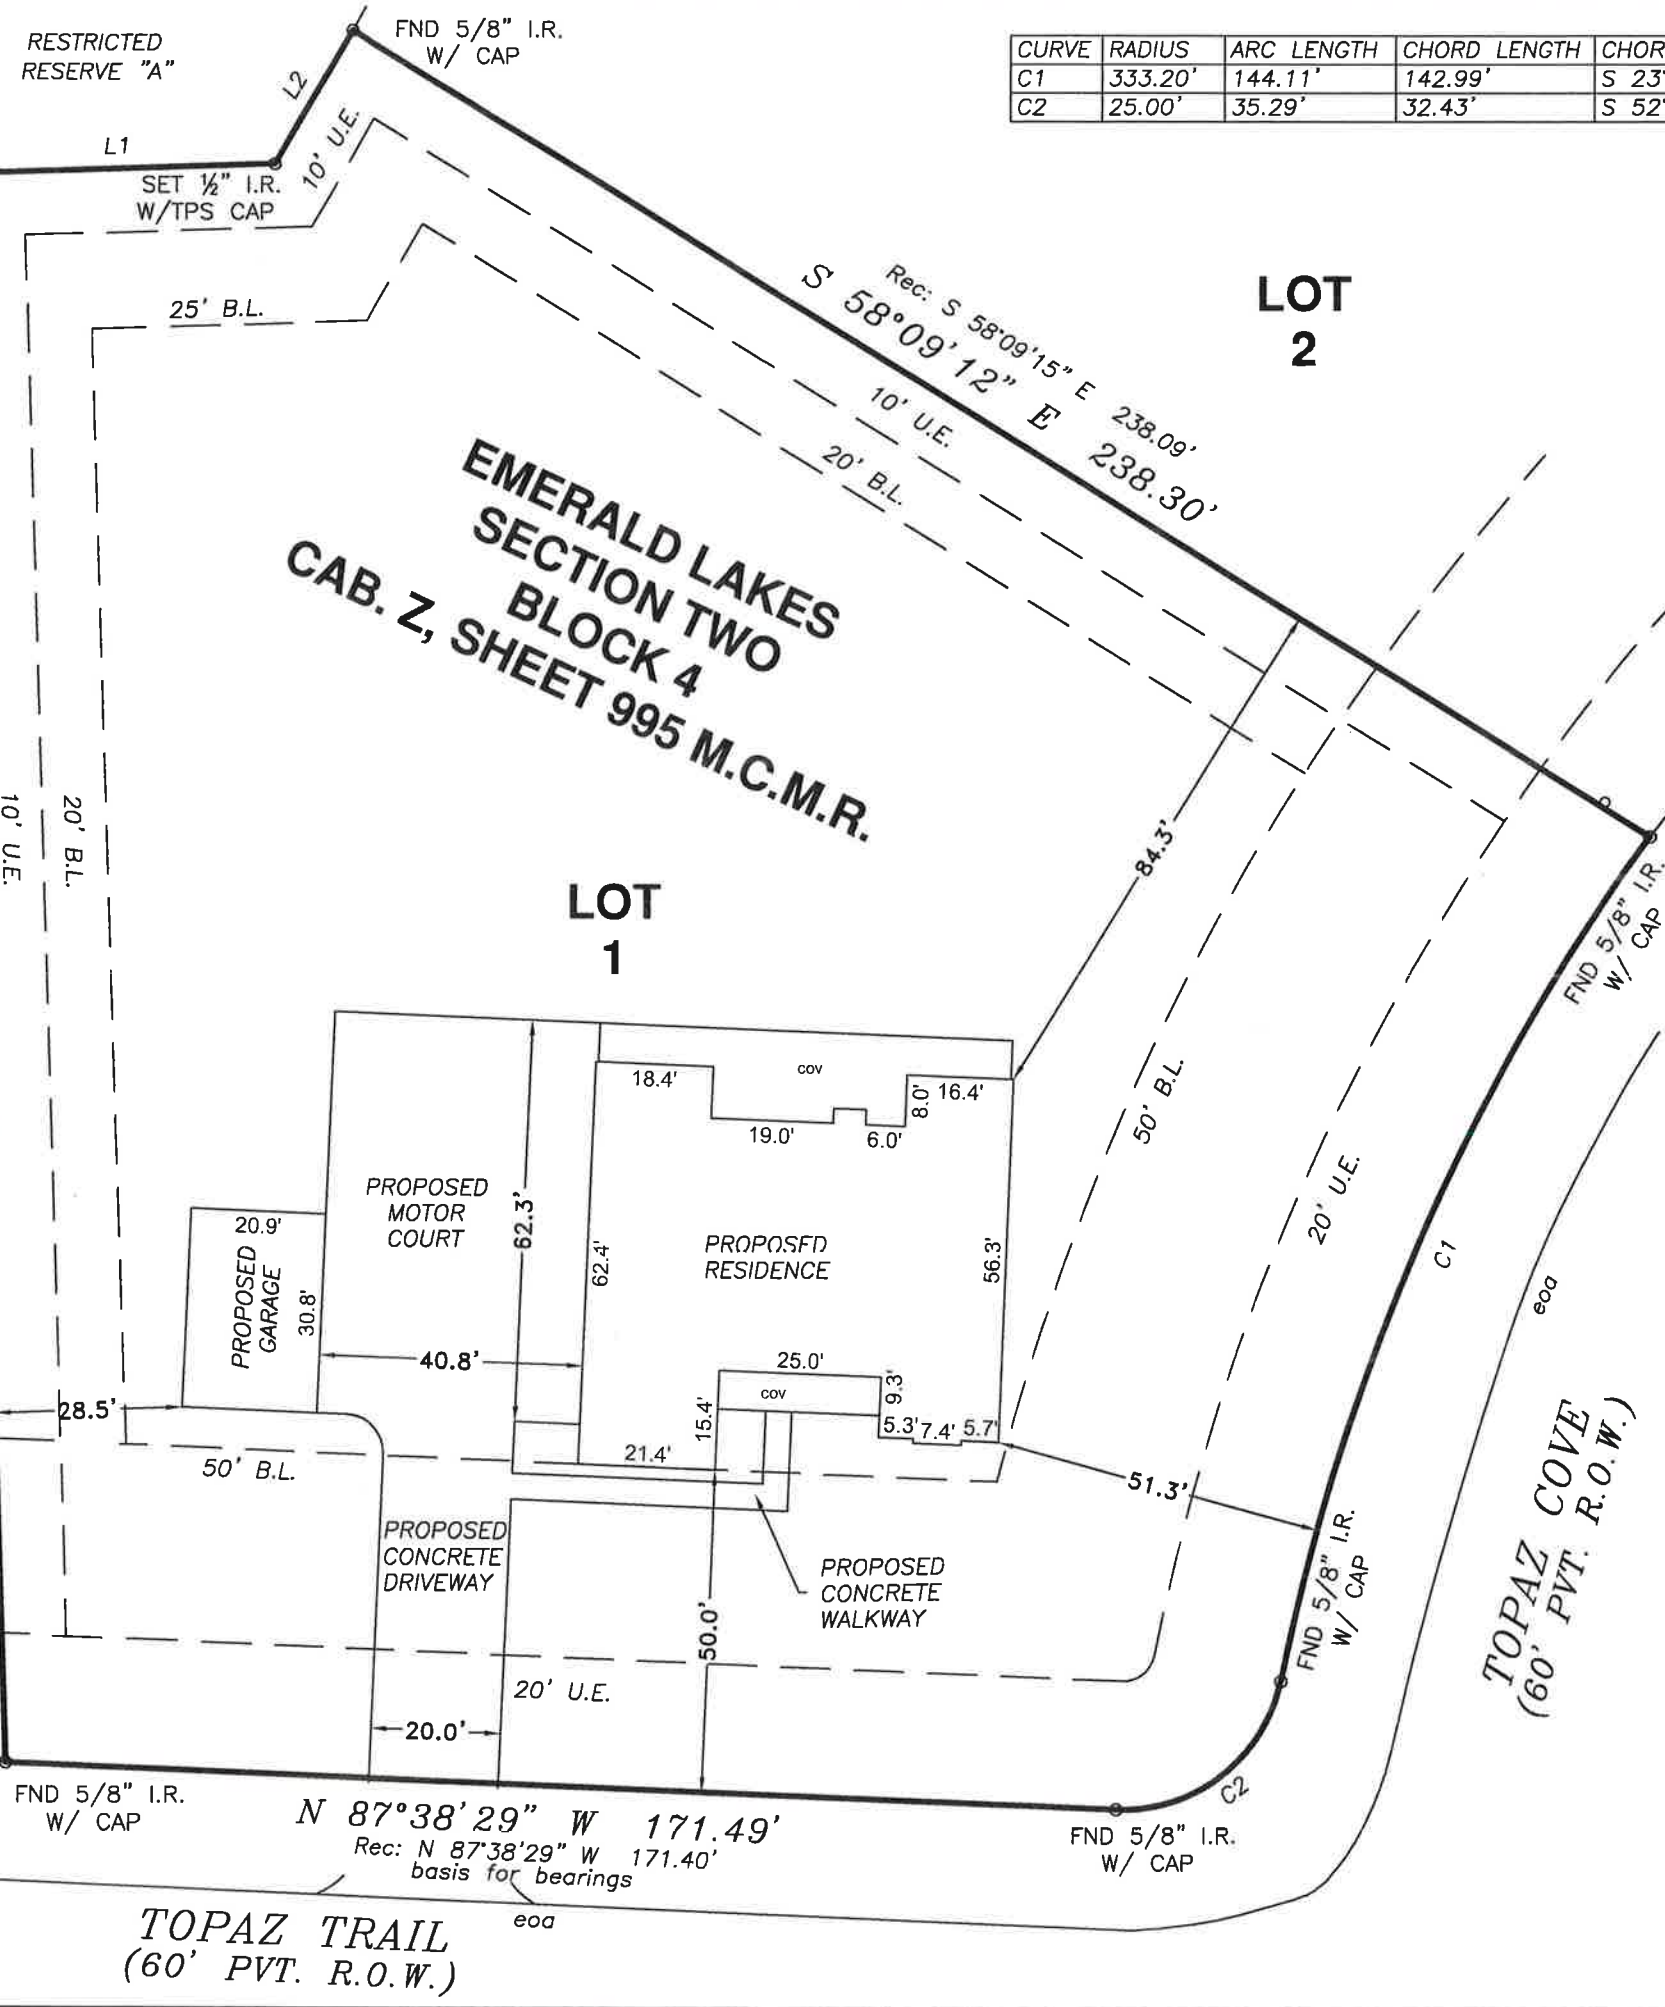 RESTRICTED
RESERVE "A"
FND 5/8" I.R.
W/ CAP
CURVE RADIUS ARC LENGTH CHORD LENGTH
C1 333.20' 144.11' 142.99' S 23°
C2 25.00' 35.29' 32.43' S 52°
L2
L1
10' U.E.
SET ½" I.R.
W/TPS CAP
25' B.L.
Rec: S 58°09'15" E 238.09'
S 58°09'12" E 238.30'
LOT
2
10' U.E.
20' B.L.
EMERALD LAKES
SECTION TWO
BLOCK 4
CAB. Z, SHEET 995 M.C.M.R.
10' U.E.
20' B.L.
84.3'
LOT
1
FND 5/8" I.R.
W/ CAP
cov
18.4'
8.0'
16.4'
19.0'
6.0'
50' B.L.
20' U.E.
PROPOSED
MOTOR
COURT
62.3'
62.4'
PROPOSED
RESIDENCE
56.3'
20.9'
PROPOSED
GARAGE
30.8'
C1
eoa
40.8'
25.0'
cov
9.3'
15.4'
5.3' 7.4' 5.7'
28.5'
21.4'
50' B.L.
51.3'
PROPOSED
CONCRETE
DRIVEWAY
PROPOSED
CONCRETE
WALKWAY
50.0'
FND 5/8" I.R.
W/ CAP
TOPAZ COVE
(60' PVT. R.O.W.)
20' U.E.
20.0'
C2
FND 5/8" I.R.
W/ CAP
N 87°38'29" W 171.49'
Rec: N 87°38'29" W 171.40'
basis for bearings
FND 5/8" I.R.
W/ CAP
eoa
TOPAZ TRAIL
(60' PVT. R.O.W.)